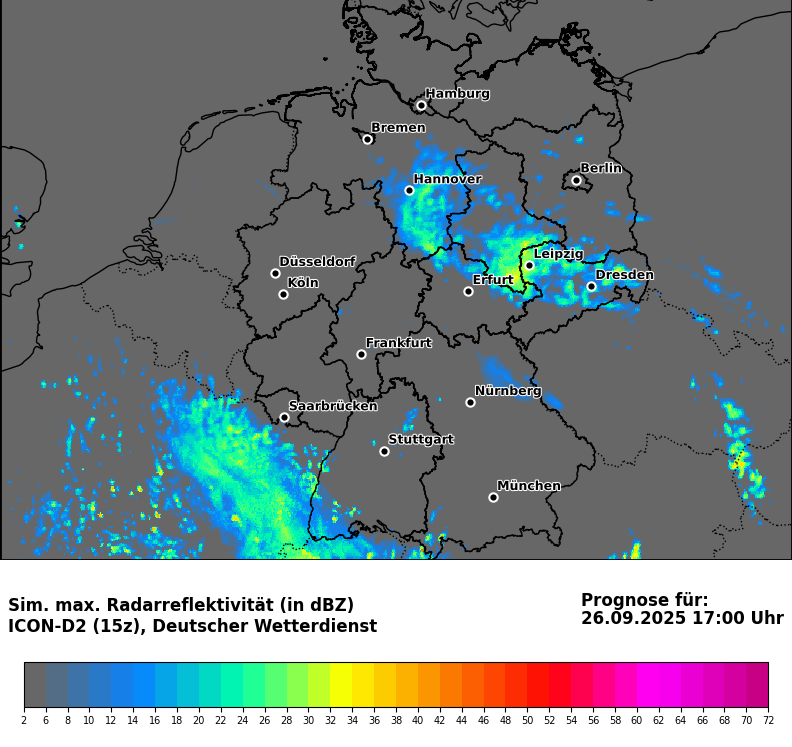 Hamburg
Bremen
Berlin
Hannover
Leipzig
Düsseldorf
Dresden
Köln
Erfurt
Frankfurt
Nürnberg
Saarbrücken
Stuttgart
München
Sim. max. Radarreflektivität (in dBZ)
ICON-D2 (15z), Deutscher Wetterdienst
Prognose für:
26.09.2025 17:00 Uhr
2 6 8 10 12 14 16 18 20 22 24 26 28 30 32 34 36 38 40 42 44 46 48 50 52 54 56 58 60 62 64 66 68 70 72